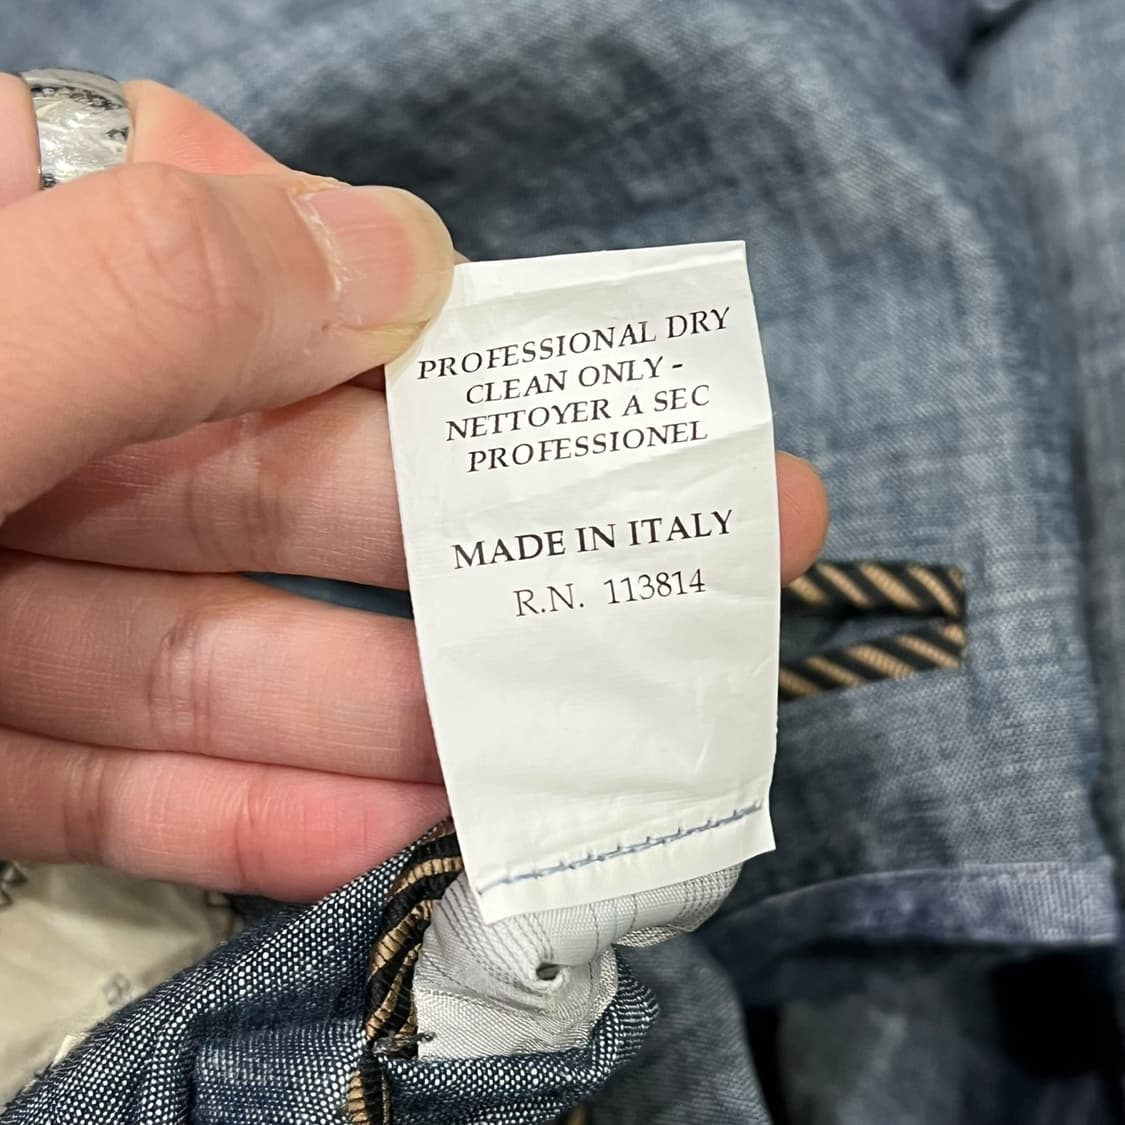 PROFESSIONAL DRY
CLEAN ONLY -
NETTOYER A SEC
PROFESSIONEL
MADE IN ITALY
R.N. 113814